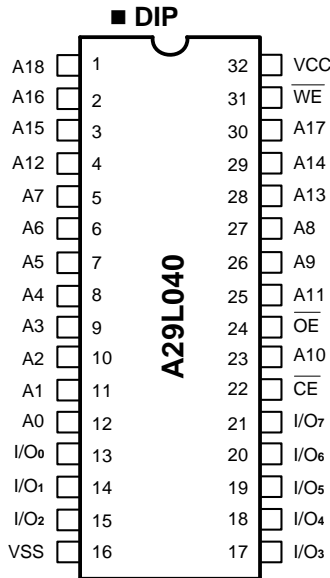 ■ DIP
A18 1 32 VCC
A16 2 31 W̅E̅
A15 3 30 A17
A12 4 29 A14
A7 5 28 A13
A6 6 27 A8
A5 7 26 A9
A4 8 25 A11
A3 9 24 O̅E̅
A2 10 23 A10
A1 11 22 C̅E̅
A0 12 21 I/O₇
I/O₀ 13 20 I/O₆
I/O₁ 14 19 I/O₅
I/O₂ 15 18 I/O₄
VSS 16 17 I/O₃
A29L040